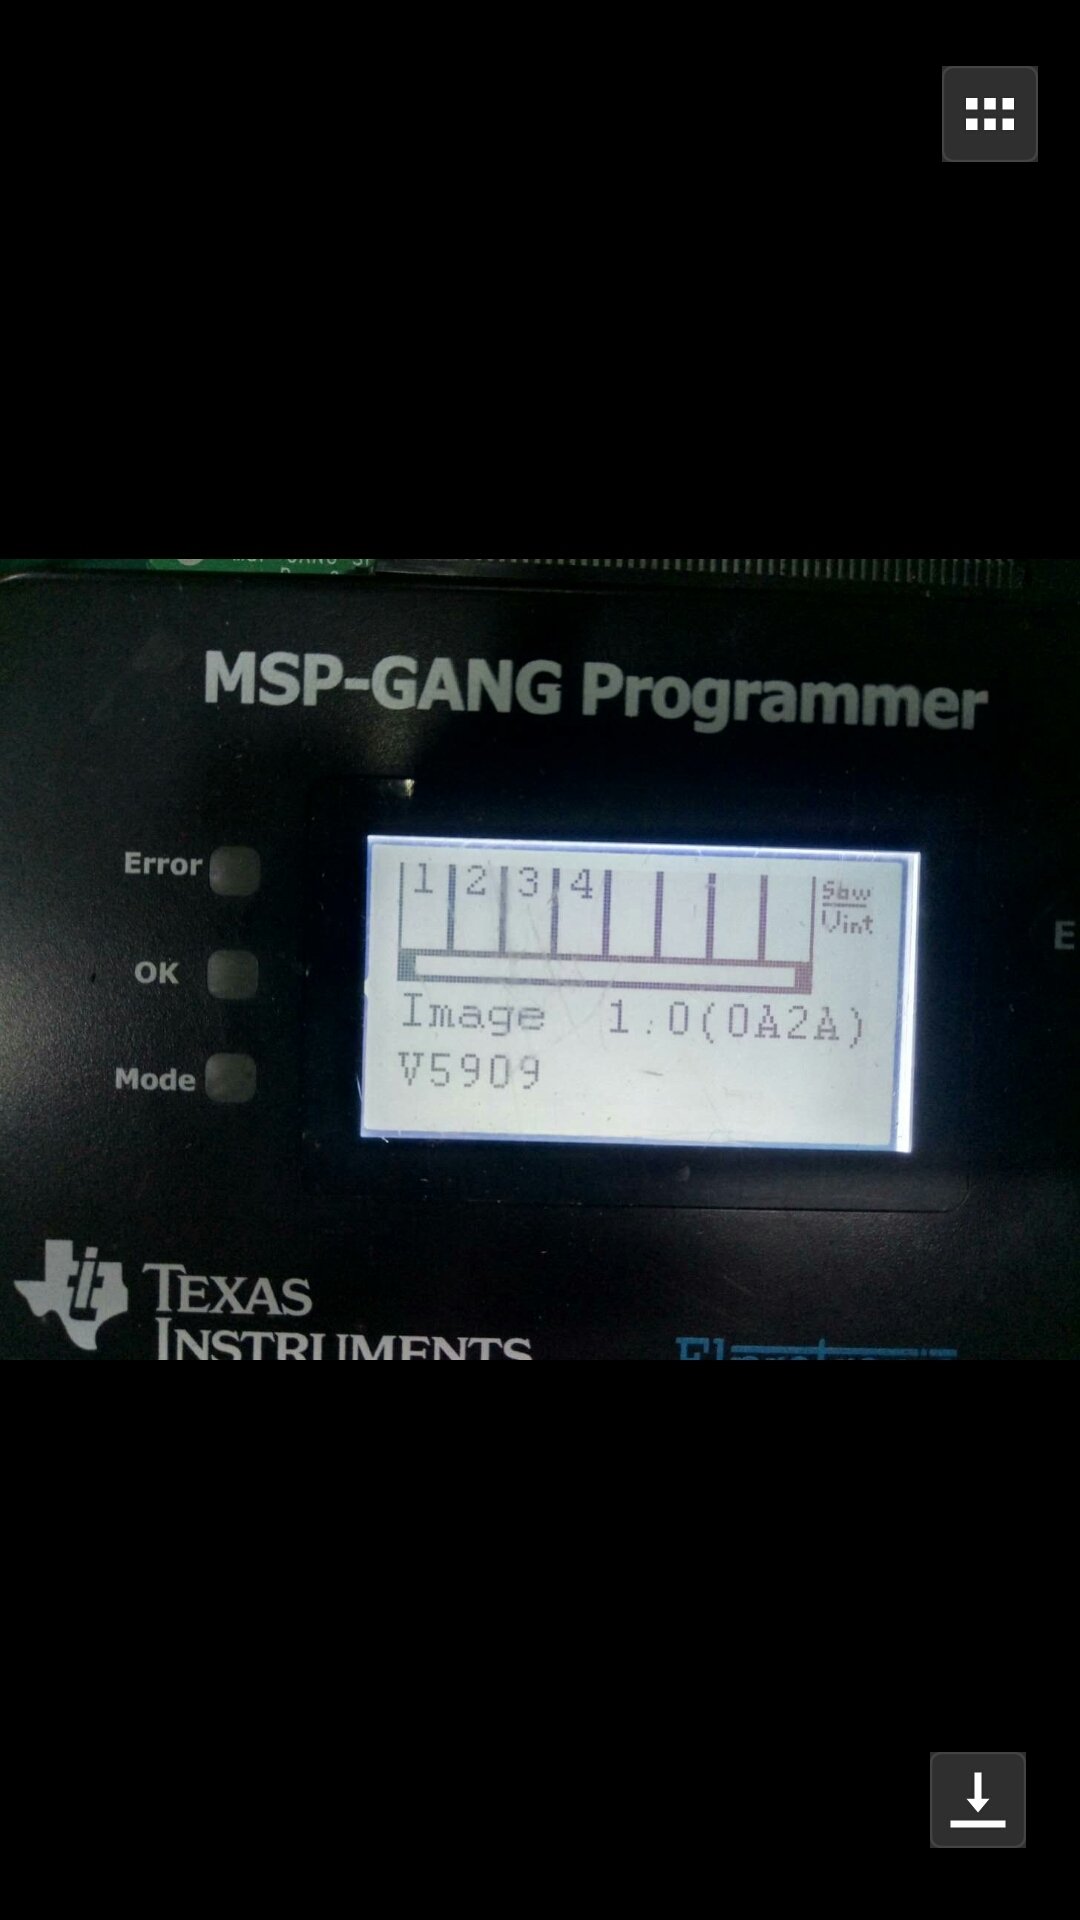 MSP-GANG Programmer
Error
OK
Mode
1 2 3 4
Sbw
Vint
Image 1.0(0A2A)
V5909
E
TEXAS
INSTRUMENTS